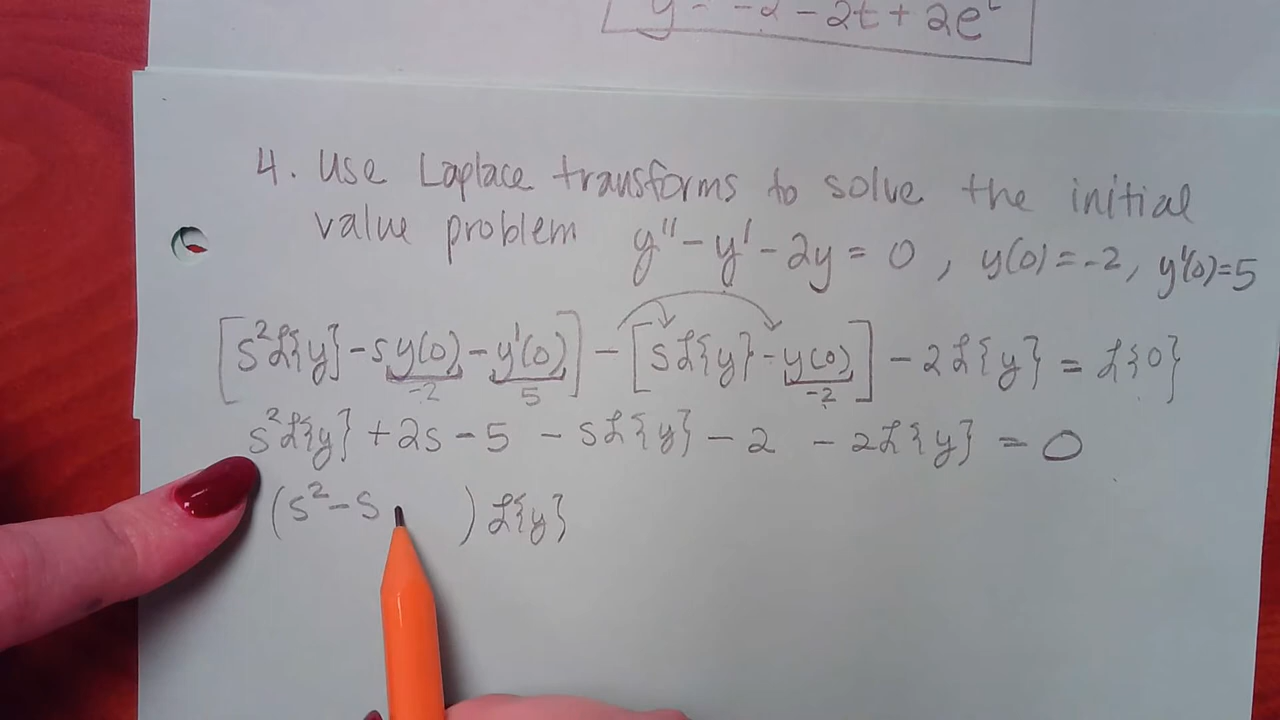 y = -2 - 2t + 2e^t
4. Use Laplace transforms to solve the initial
value problem y'' - y' - 2y = 0, y(0) = -2, y'(0) = 5
[s²ℒ{y} - sy(0) - y'(0)] - [sℒ{y} - y(0)] - 2ℒ{y} = ℒ{0}
-2 5 -2
s²ℒ{y} + 2s - 5 - sℒ{y} - 2 - 2ℒ{y} = 0
(s² - s ) ℒ{y}